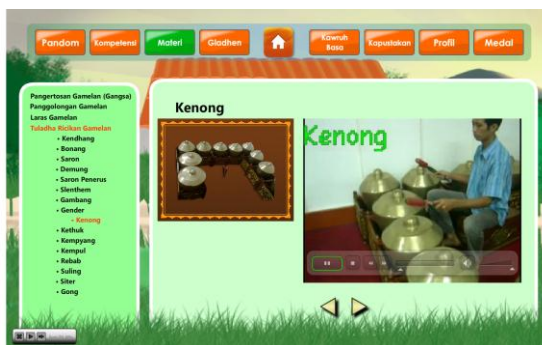 Pandom
Kompetensi
Materi
Gladhen
Kawruh
Basa
Kapustakan
Profil
Medal
Pangertosan Gamelan (Gangsa)
Panggolongan Gamelan
Laras Gamelan
Tuladha Ricikan Gamelan
• Kendhang
• Bonang
• Saron
• Demung
• Saron Penerus
• Slenthem
• Gambang
• Gender
• Kenong
• Kethuk
• Kempyang
• Kempul
• Rebab
• Suling
• Siter
• Gong
Kenong
Kenong